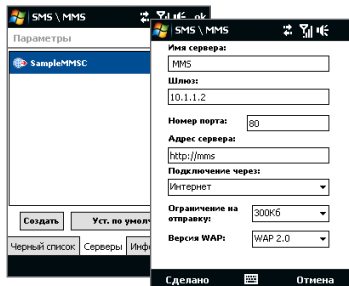 SMS \ MMS
ok
Параметры
SampleMMSC
Создать
Уст. по умолч
Черный список
Серверы
Инфо
SMS \ MMS
Имя сервера:
MMS
Шлюз:
10.1.1.2
Номер порта:
80
Адрес сервера:
http://mms
Подключение через:
Интернет
Ограничение на
отправку:
300Кб
Версия WAP:
WAP 2.0
Сделано
Отмена